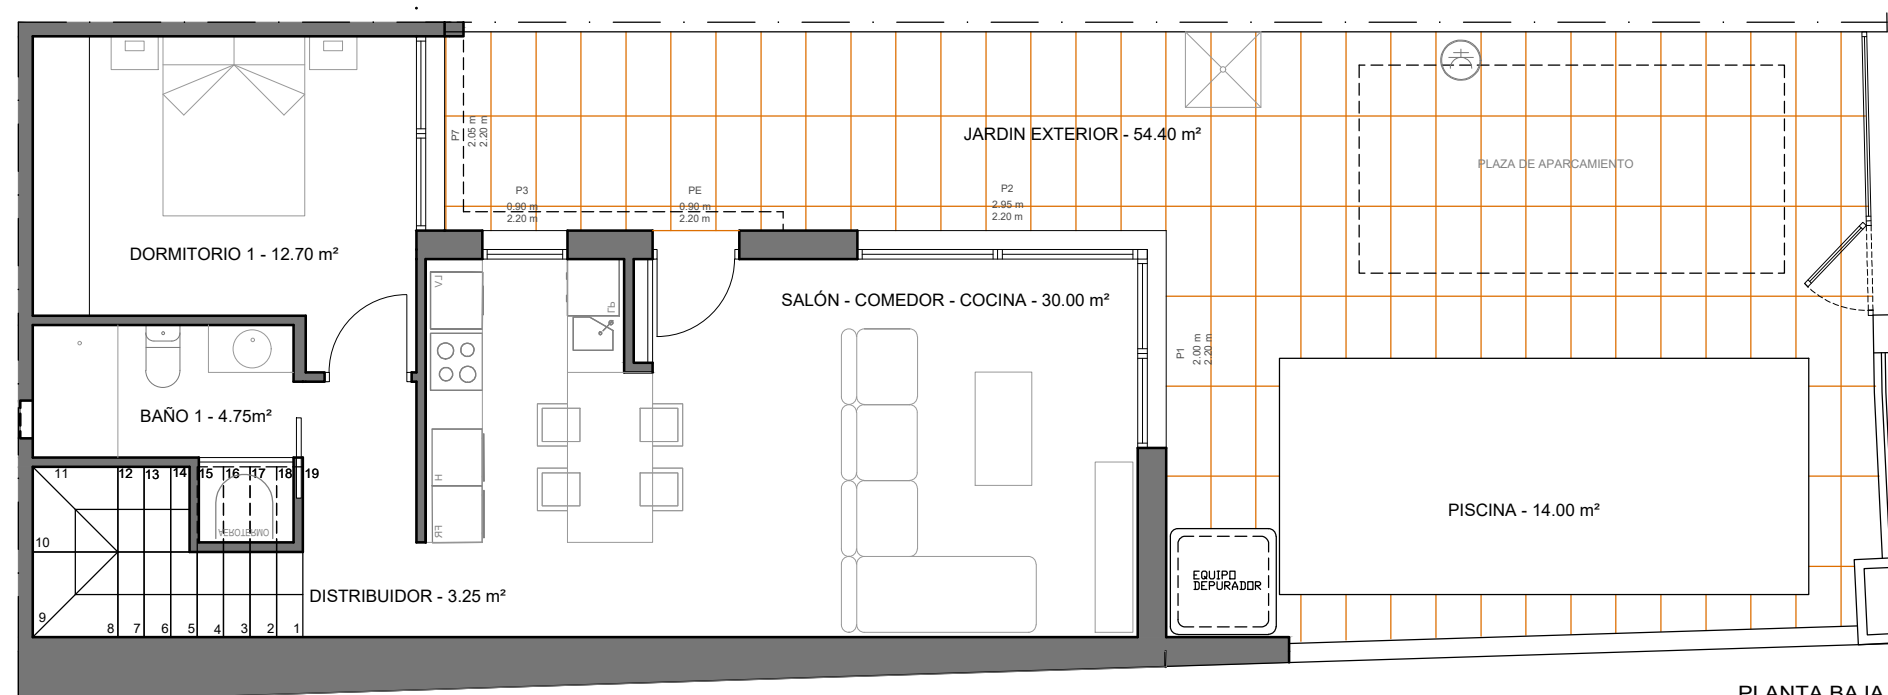 JARDIN EXTERIOR - 54.40 m²
PLAZA DE APARCAMIENTO
P7
2.05 m
2.20 m
P3
0.90 m
2.20 m
PE
0.90 m
2.20 m
P2
2.95 m
2.20 m
DORMITORIO 1 - 12.70 m²
LV
SALÓN - COMEDOR - COCINA - 30.00 m²
P1
2.00 m
2.20 m
BAÑO 1 - 4.75m²
11
12
13
14
15
16
17
18
19
AEROTERMO
H
FR
10
PISCINA - 14.00 m²
EQUIPO
DEPURADOR
DISTRIBUIDOR - 3.25 m²
9
8
7
6
5
4
3
2
1
PLANTA BAJA